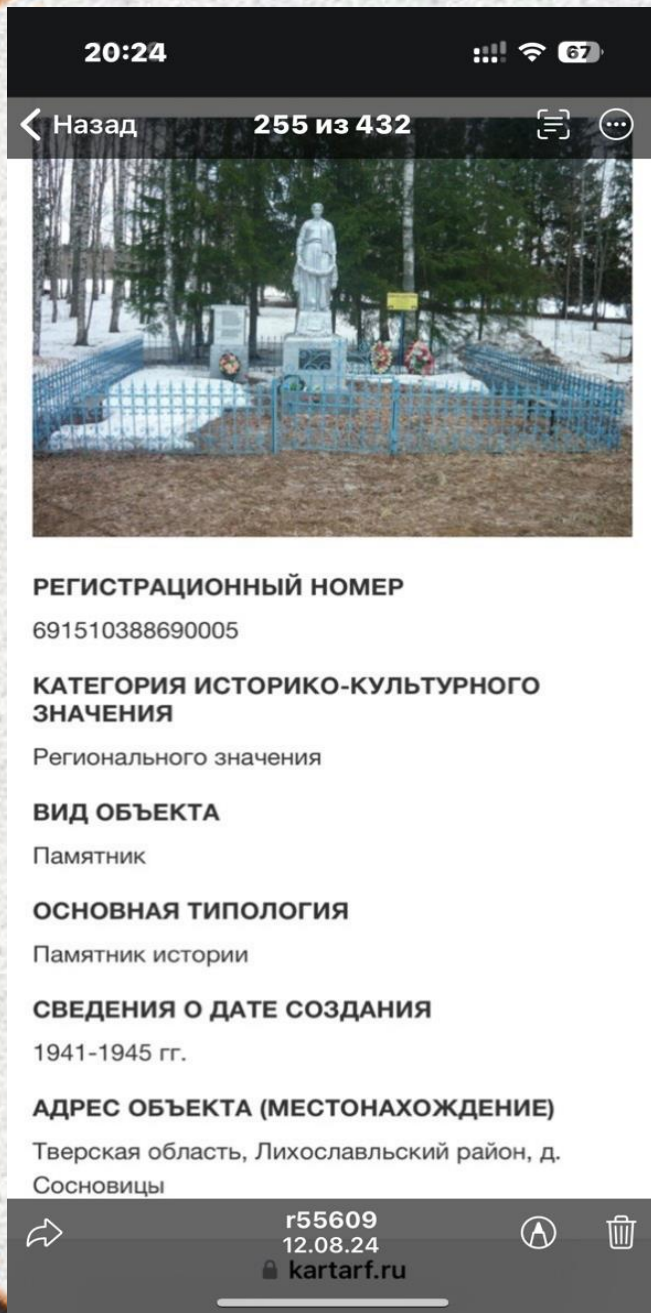 20:24
67
Назад
255 из 432
РЕГИСТРАЦИОННЫЙ НОМЕР
691510388690005
КАТЕГОРИЯ ИСТОРИКО-КУЛЬТУРНОГО
ЗНАЧЕНИЯ
Регионального значения
ВИД ОБЪЕКТА
Памятник
ОСНОВНАЯ ТИПОЛОГИЯ
Памятник истории
СВЕДЕНИЯ О ДАТЕ СОЗДАНИЯ
1941-1945 гг.
АДРЕС ОБЪЕКТА (МЕСТОНАХОЖДЕНИЕ)
Тверская область, Лихославльский район, д.
Сосновицы
r55609
12.08.24
kartarf.ru